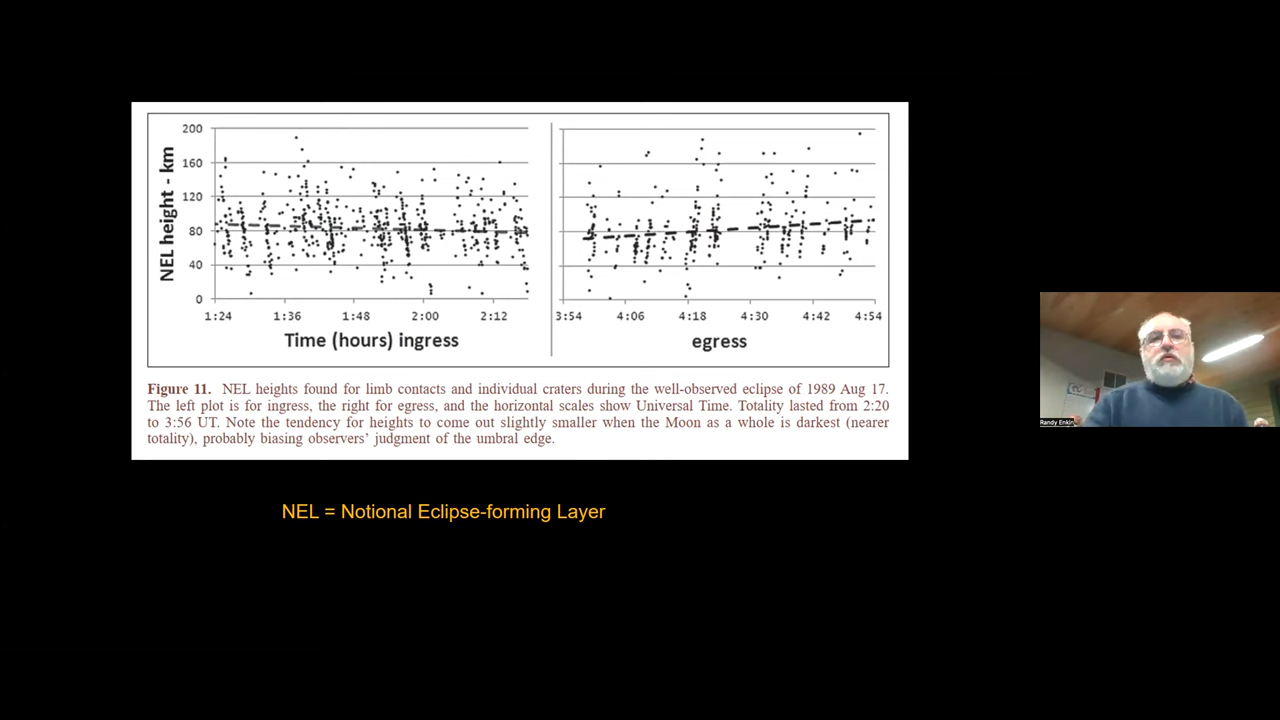 NEL height - km
200
160
120
80
40
0
1:24 1:36 1:48 2:00 2:12
Time (hours) ingress
3:54 4:06 4:18 4:30 4:42 4:54
egress
Figure 11. NEL heights found for limb contacts and individual craters during the well-observed eclipse of 1989 Aug 17.
The left plot is for ingress, the right for egress, and the horizontal scales show Universal Time. Totality lasted from 2:20
to 3:56 UT. Note the tendency for heights to come out slightly smaller when the Moon as a whole is darkest (nearer
totality), probably biasing observers’ judgment of the umbral edge.
NEL = Notional Eclipse-forming Layer
Randy Enkin